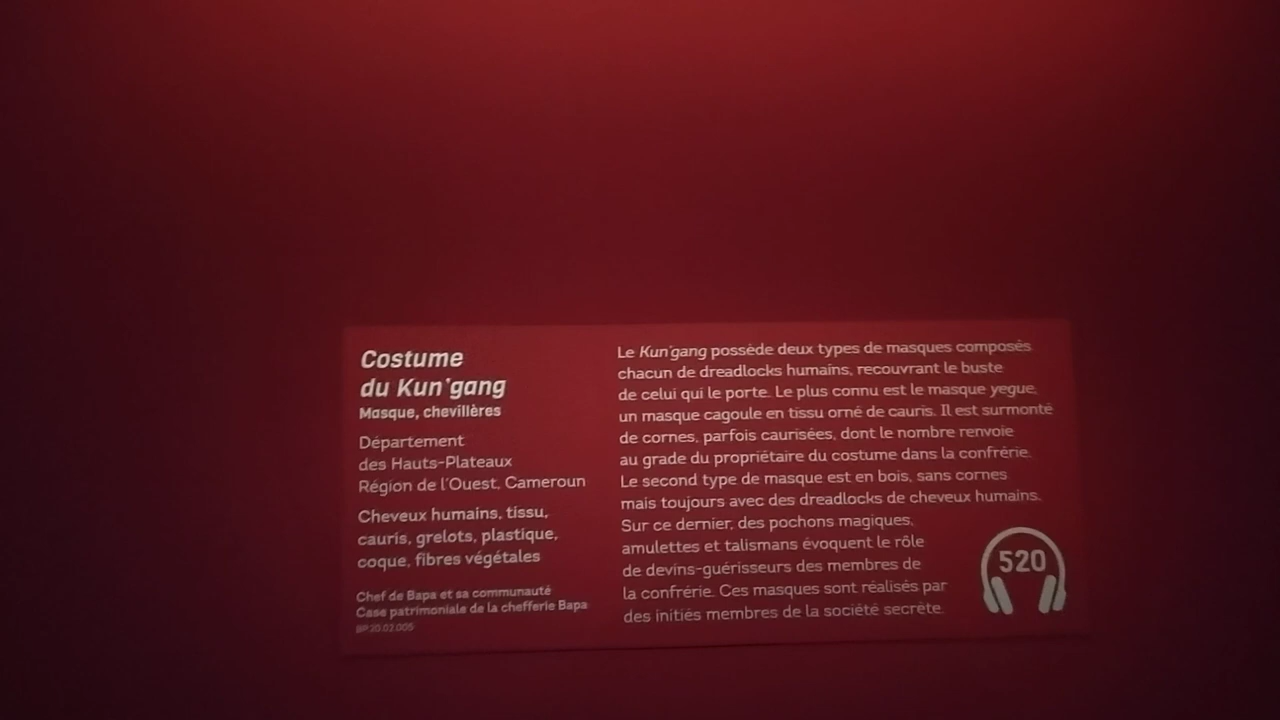 Costume
du Kun'gang
Masque, chevillères
Département
des Hauts-Plateaux
Région de l'Ouest, Cameroun
Cheveux humains, tissu,
cauris, grelots, plastique,
coque, fibres végétales
Chef de Bapa et sa communauté
Case patrimoniale de la chefferie Bapa
BP.20.02.005
Le Kun'gang possède deux types de masques composés
chacun de dreadlocks humains, recouvrant le buste
de celui qui le porte. Le plus connu est le masque yegue,
un masque cagoule en tissu orné de cauris. Il est surmonté
de cornes, parfois caurisées, dont le nombre renvoie
au grade du propriétaire du costume dans la confrérie.
Le second type de masque est en bois, sans cornes
mais toujours avec des dreadlocks de cheveux humains.
Sur ce dernier, des pochons magiques,
amulettes et talismans évoquent le rôle
de devins-guérisseurs des membres de
la confrérie. Ces masques sont réalisés par
des initiés membres de la société secrète.
520